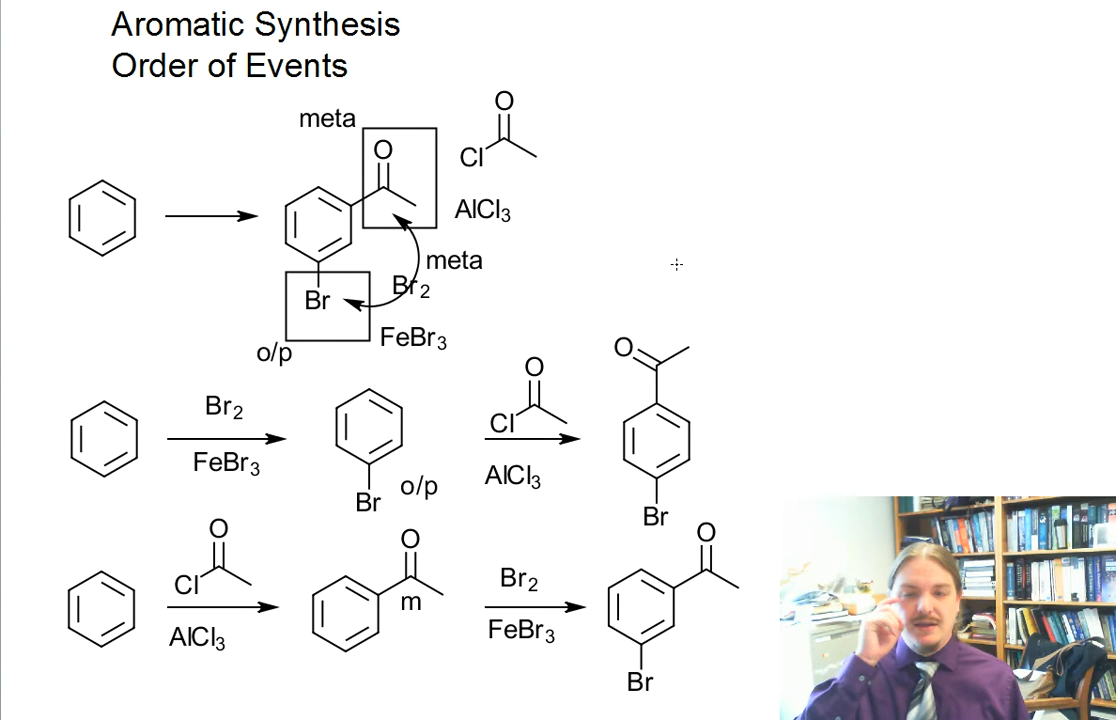 Aromatic Synthesis
Order of Events
meta
O
O
Cl
AlCl3
meta
Br2
Br
FeBr3
o/p
Br2
FeBr3
Br
o/p
O
Cl
AlCl3
O
Br
O
Cl
AlCl3
O
m
Br2
FeBr3
O
Br